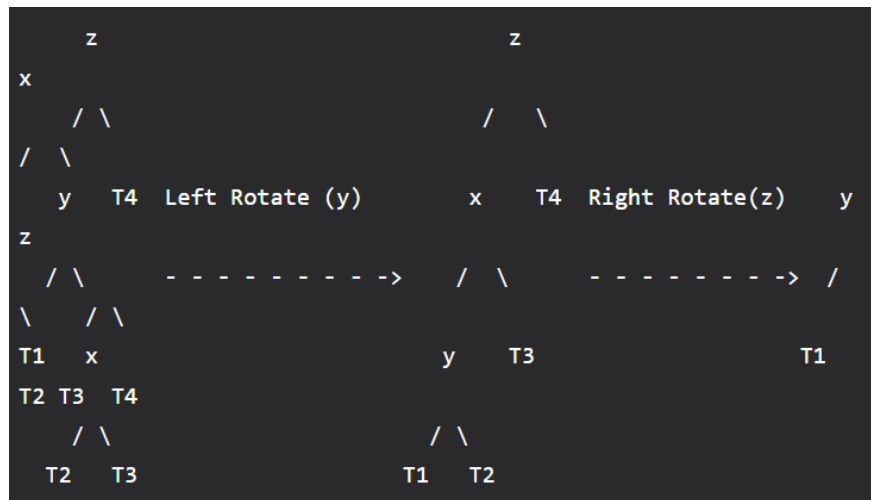 z                               z
x
    / \                            /   \
/  \
   y   T4  Left Rotate (y)        x    T4  Right Rotate(z)    y
z
  / \      - - - - - - - - ->    /  \      - - - - - - - ->  /
\    / \
T1   x                          y    T3                    T1
T2 T3  T4
    / \                        / \
  T2   T3                    T1   T2